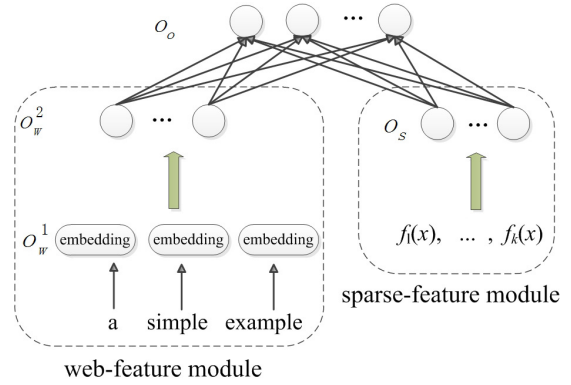 O_o ...
O_w^2 ... O_s ...
O_w^1 embedding embedding embedding f_1(x), ... , f_k(x)
a simple example
sparse-feature module
web-feature module